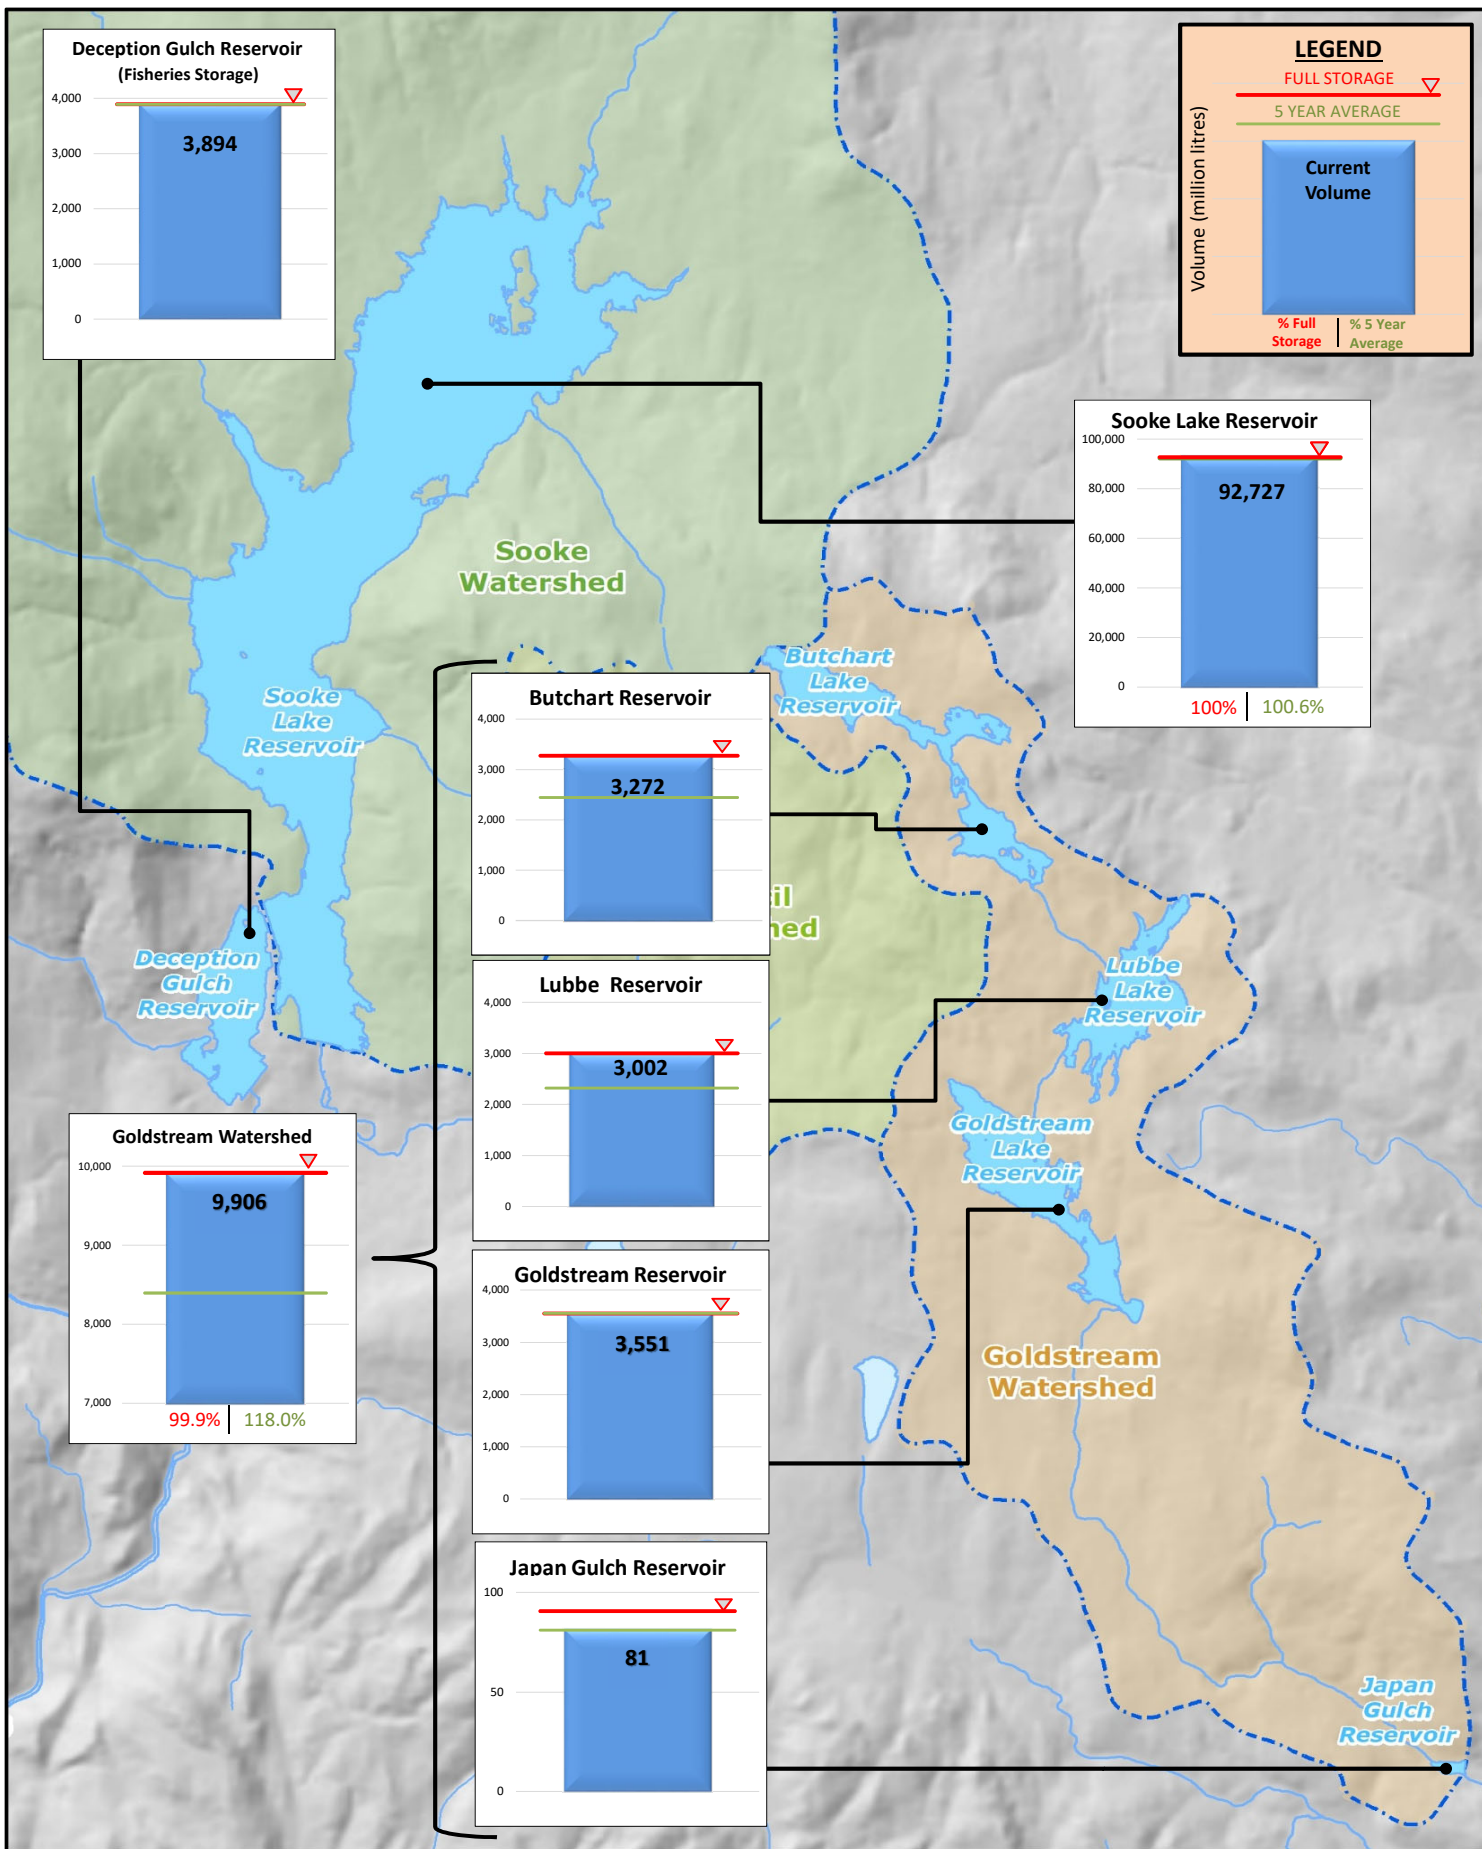 Deception Gulch Reservoir
(Fisheries Storage)
4,000
3,000
2,000
1,000
0
3,894
LEGEND
FULL STORAGE
5 YEAR AVERAGE
Volume (million litres)
Current
Volume
% Full
Storage
% 5 Year
Average
Sooke Lake Reservoir
100,000
80,000
60,000
40,000
20,000
0
92,727
100%
100.6%
Sooke
Watershed
Sooke
Lake
Reservoir
Butchart
Lake
Reservoir
Butchart Reservoir
4,000
3,000
2,000
1,000
0
3,272
il
hed
Deception
Gulch
Reservoir
Lubbe
Lake
Reservoir
Lubbe Reservoir
4,000
3,000
2,000
1,000
0
3,002
Goldstream
Lake
Reservoir
Goldstream Watershed
10,000
9,000
8,000
7,000
9,906
99.9%
118.0%
Goldstream Reservoir
4,000
3,000
2,000
1,000
0
3,551
Goldstream
Watershed
Japan Gulch Reservoir
100
50
0
81
Japan
Gulch
Reservoir